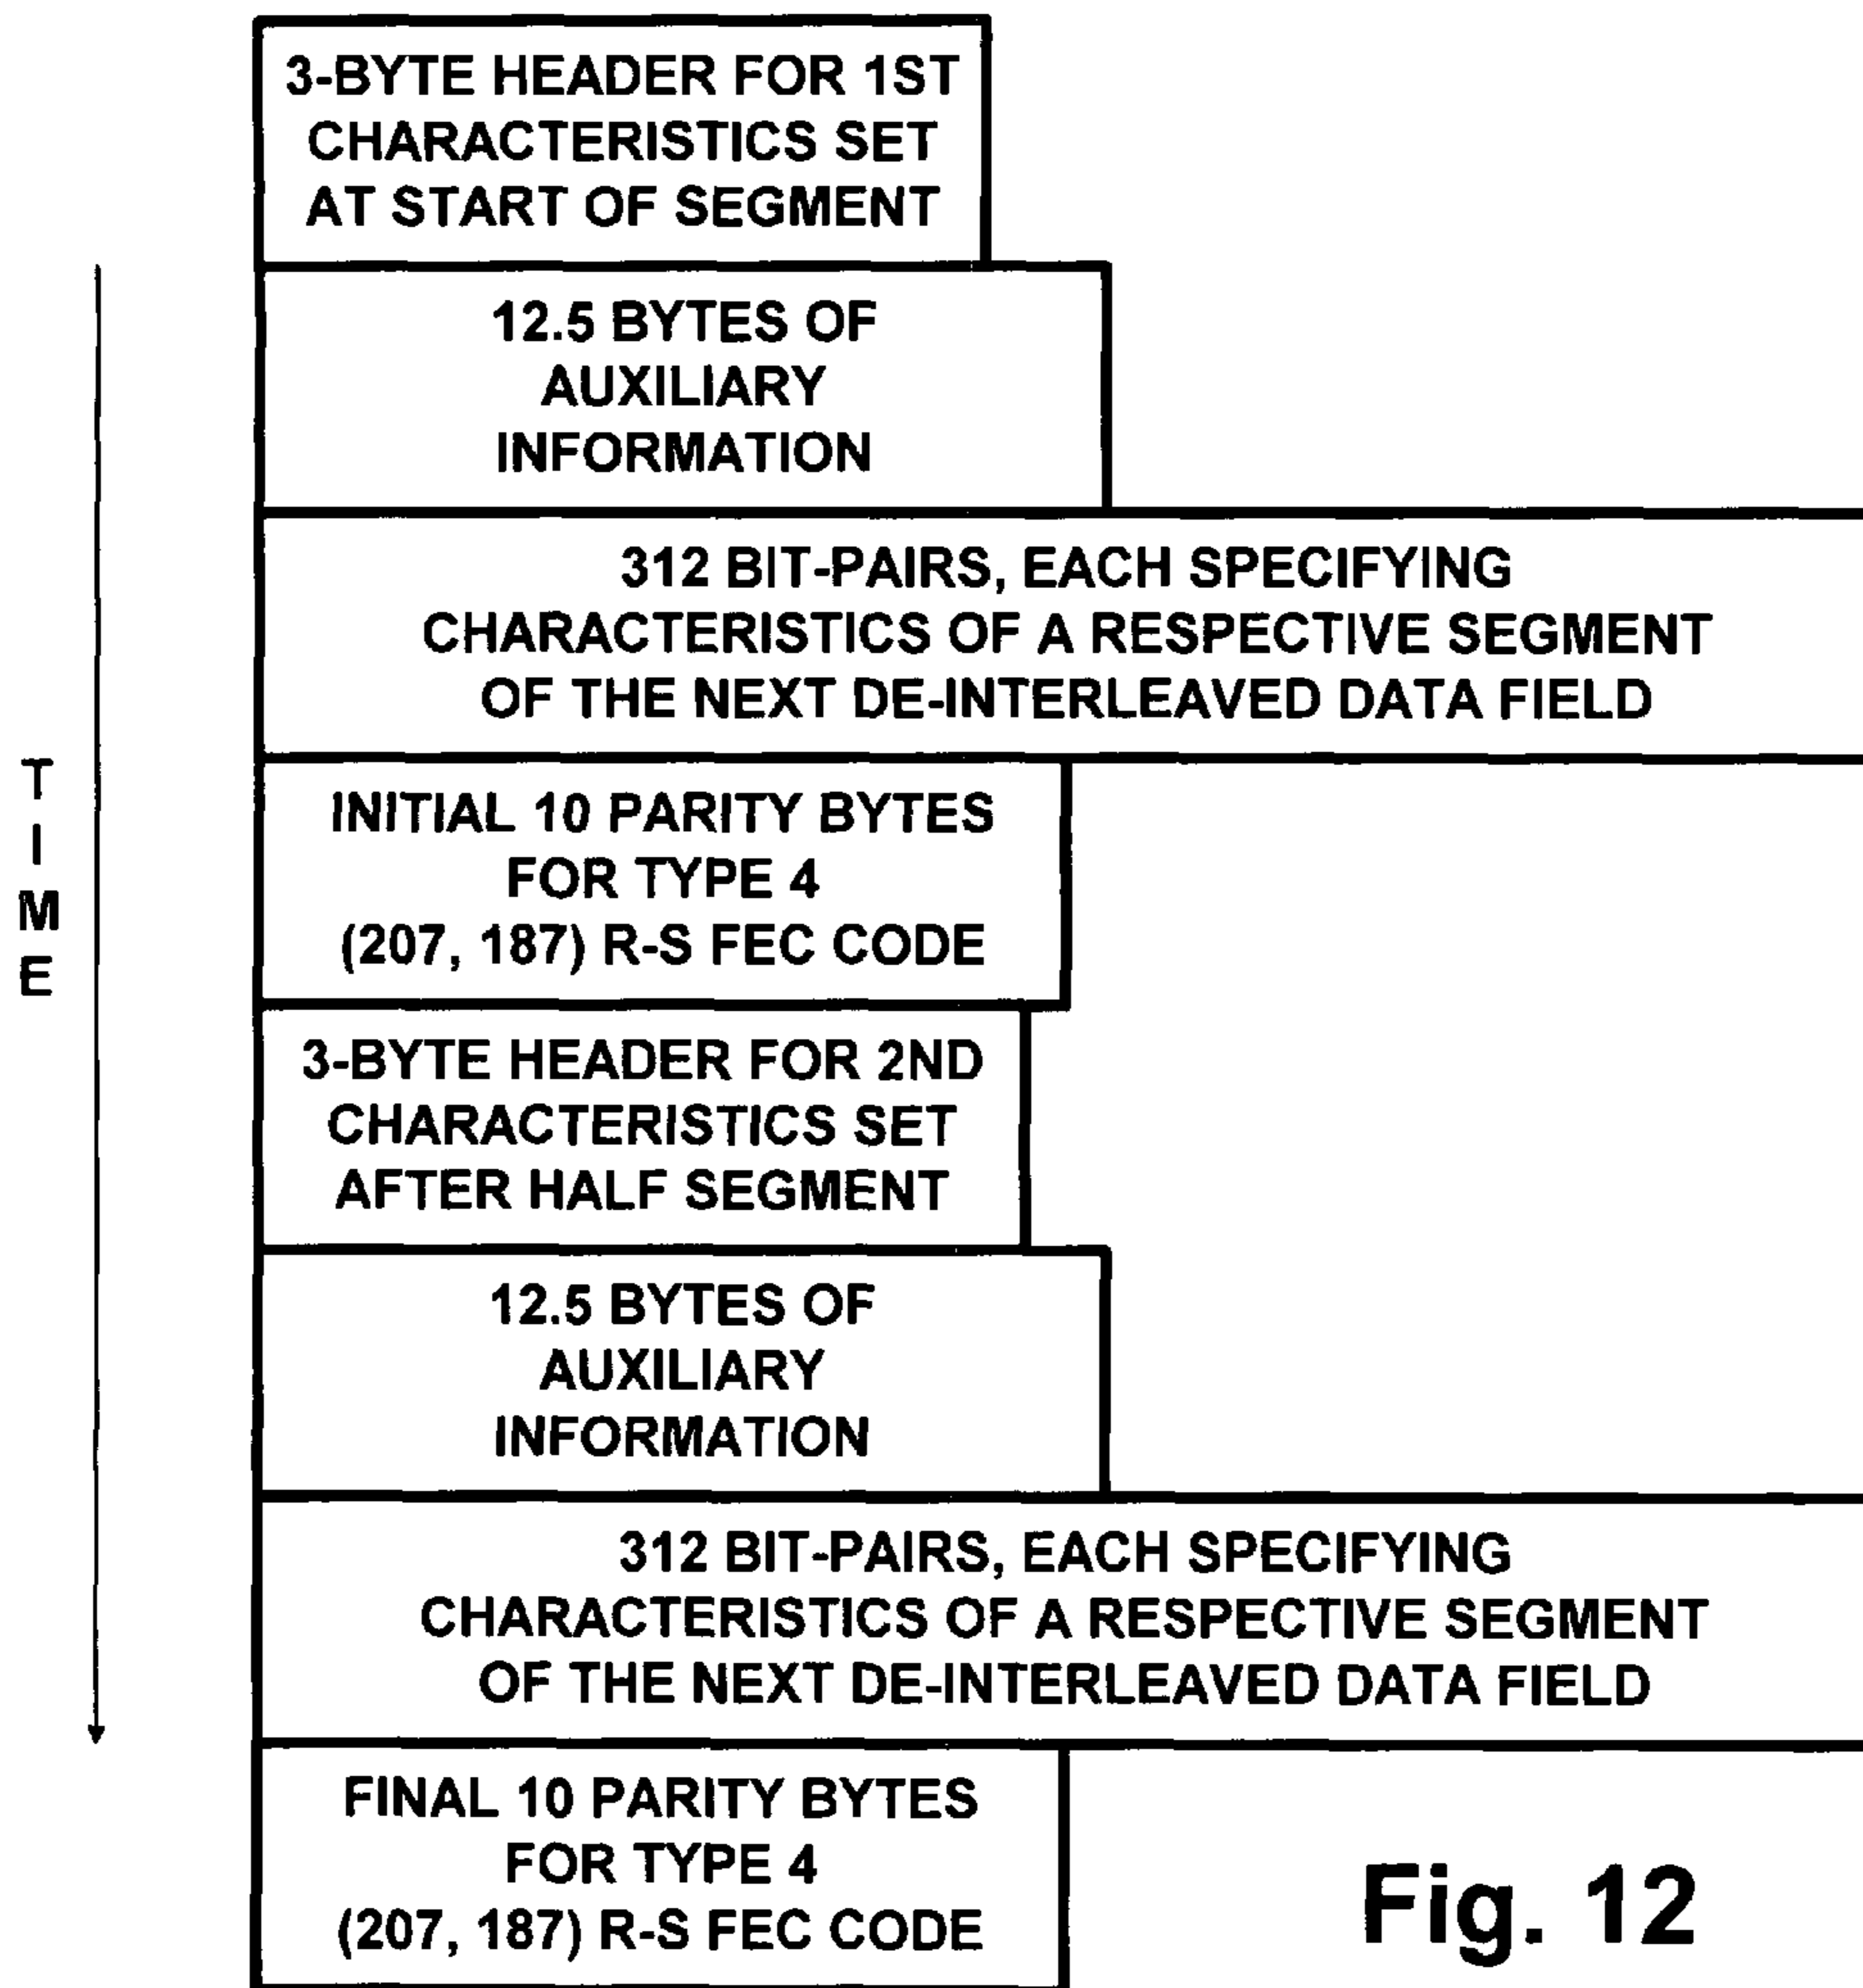 3-BYTE HEADER FOR 1ST
CHARACTERISTICS SET
AT START OF SEGMENT
12.5 BYTES OF
AUXILIARY
INFORMATION
312 BIT-PAIRS, EACH SPECIFYING
CHARACTERISTICS OF A RESPECTIVE SEGMENT
OF THE NEXT DE-INTERLEAVED DATA FIELD
INITIAL 10 PARITY BYTES
FOR TYPE 4
(207, 187) R-S FEC CODE
3-BYTE HEADER FOR 2ND
CHARACTERISTICS SET
AFTER HALF SEGMENT
12.5 BYTES OF
AUXILIARY
INFORMATION
312 BIT-PAIRS, EACH SPECIFYING
CHARACTERISTICS OF A RESPECTIVE SEGMENT
OF THE NEXT DE-INTERLEAVED DATA FIELD
FINAL 10 PARITY BYTES
FOR TYPE 4
(207, 187) R-S FEC CODE
TIME
Fig. 12